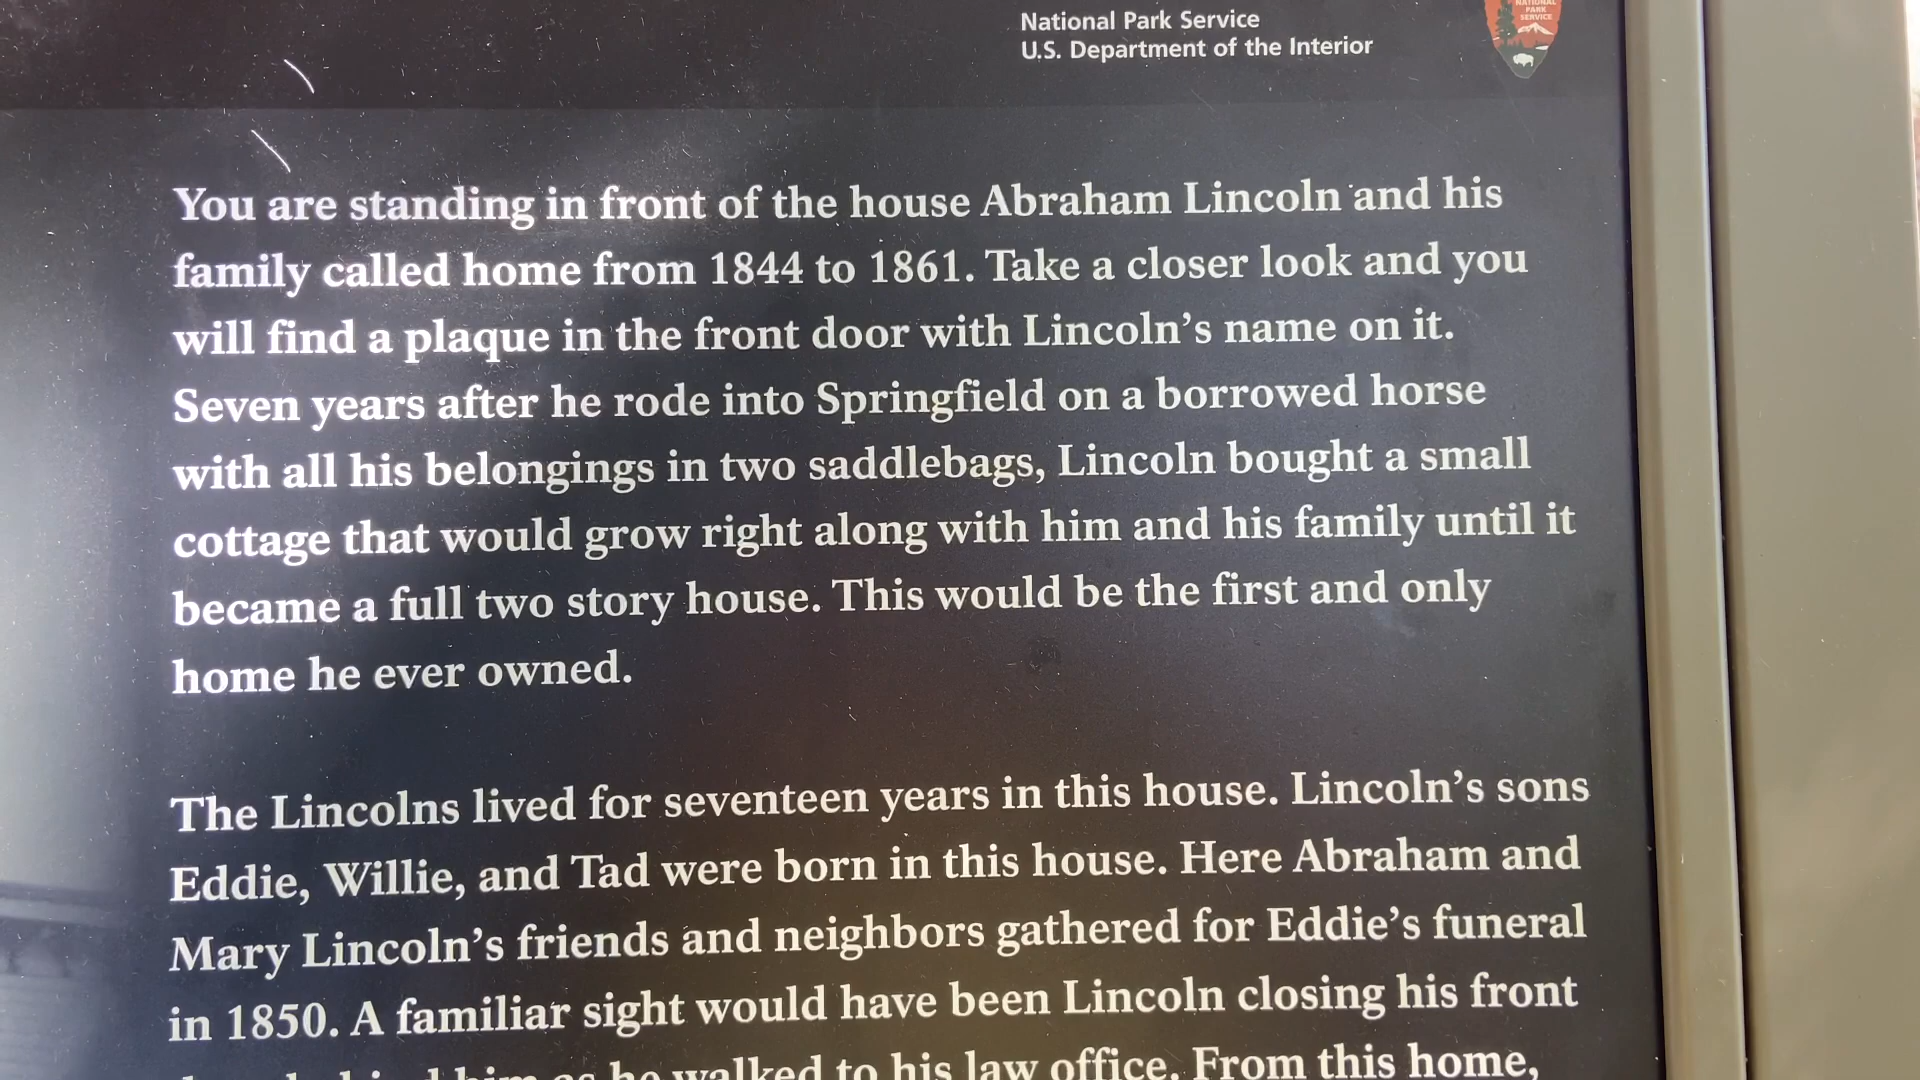 National Park Service
U.S. Department of the Interior
NATIONAL
PARK
SERVICE
You are standing in front of the house Abraham Lincoln and his
family called home from 1844 to 1861. Take a closer look and you
will find a plaque in the front door with Lincoln's name on it.
Seven years after he rode into Springfield on a borrowed horse
with all his belongings in two saddlebags, Lincoln bought a small
cottage that would grow right along with him and his family until it
became a full two story house. This would be the first and only
home he ever owned.
The Lincolns lived for seventeen years in this house. Lincoln's sons
Eddie, Willie, and Tad were born in this house. Here Abraham and
Mary Lincoln's friends and neighbors gathered for Eddie's funeral
in 1850. A familiar sight would have been Lincoln closing his front
behind him as he walked to his law office. From this home,